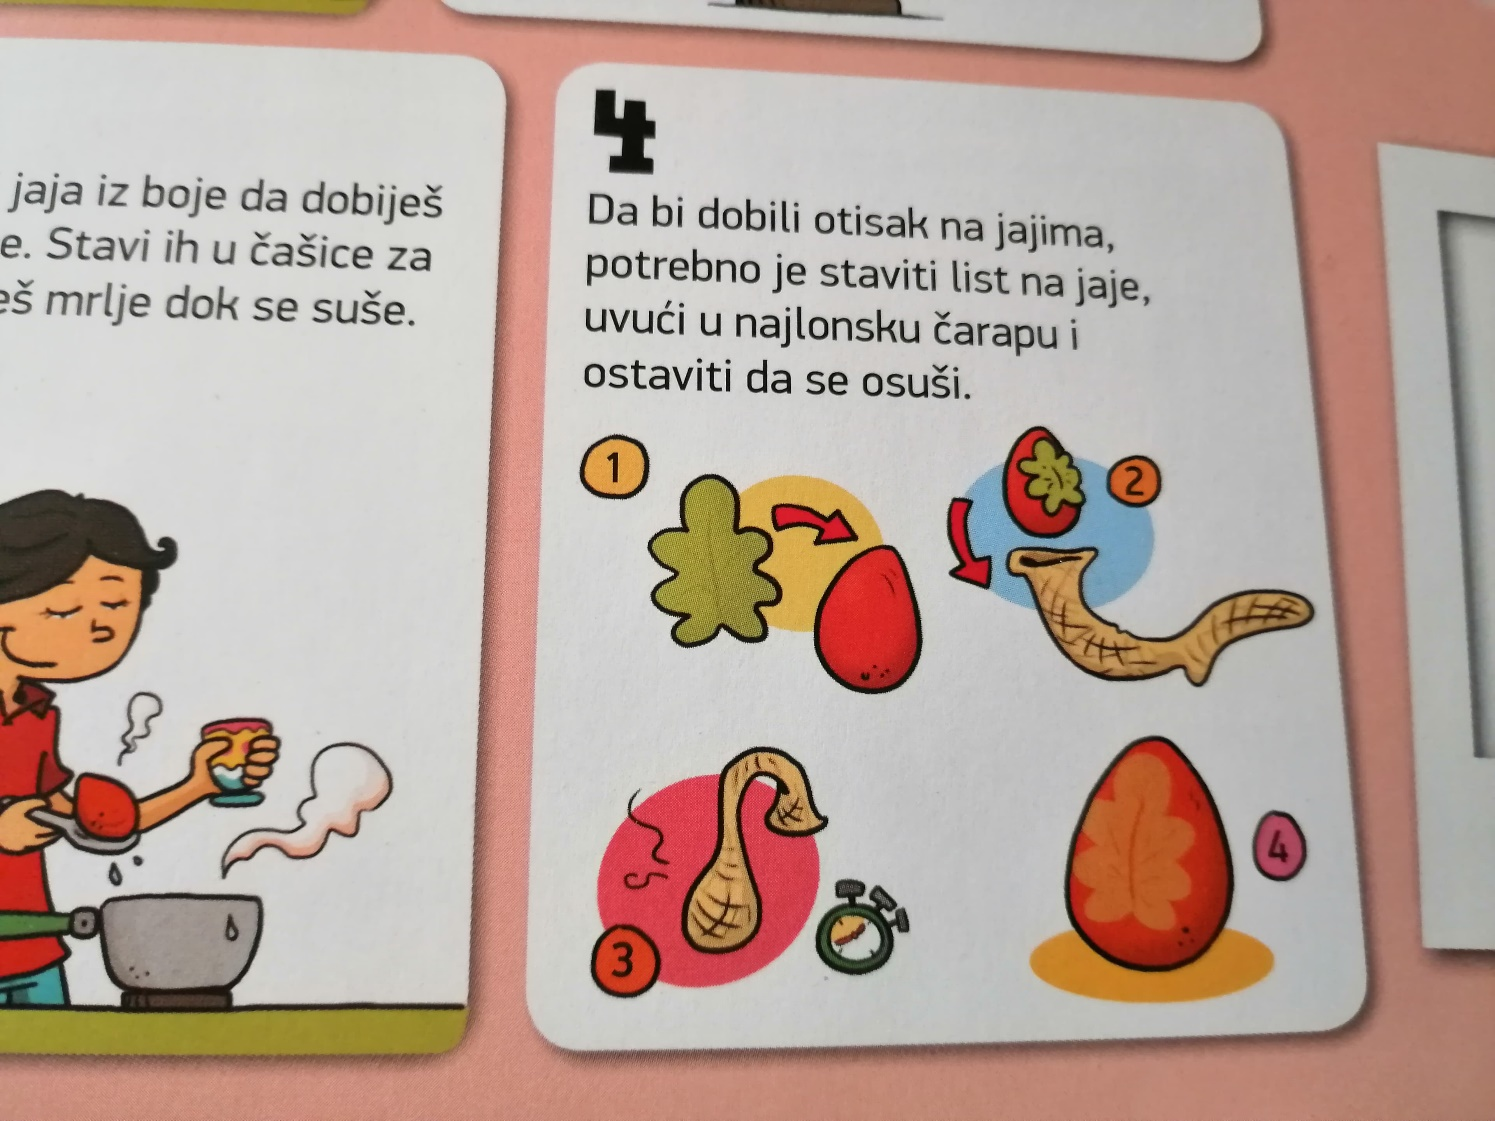 jaja iz boje da dobiješ
e. Stavi ih u čašice za
eš mrlje dok se suše.
4
Da bi dobili otisak na jajima,
potrebno je staviti list na jaje,
uvući u najlonsku čarapu i
ostaviti da se osuši.
1
2
3
4